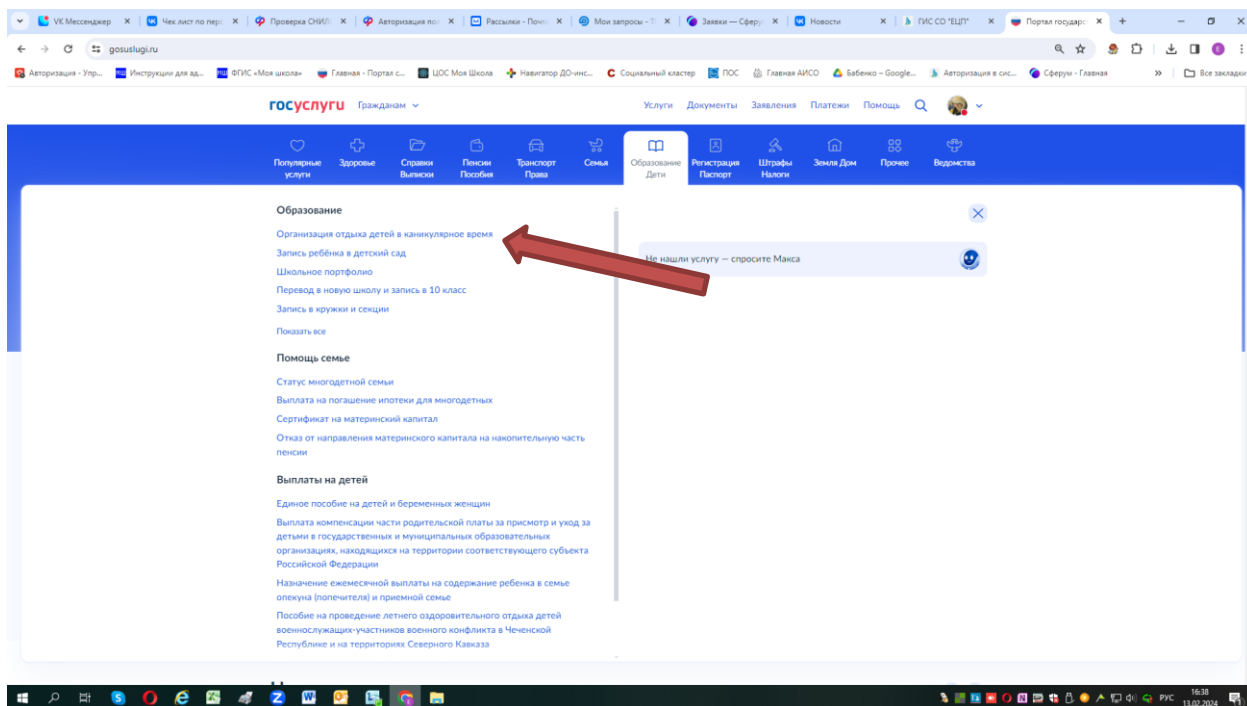 VK Мессенджер
Чек лист по пер
Проверка СНИЛ
Авторизация пол
Рассылки - Почт
Мои запросы - Т
Заявки — Сферу
Новости
ГИС СО "ЕЦП"
Портал государс
gosuslugi.ru
Авторизация - Упр...
Инструкции для ад...
ФГИС «Моя школа»
Главная - Портал с...
ЦОС Моя Школа
Навигатор ДО-инс...
Социальный кластер
ПОС
Главная АИСО
Бабенко – Google...
Авторизация в сис...
Сферум - Главная
Все закладки
госуслуги Гражданам
Услуги Документы Заявления Платежи Помощь
Популярные услуги
Здоровье
Справки Выписки
Пенсии Пособия
Транспорт Права
Семья
Образование Дети
Регистрация Паспорт
Штрафы Налоги
Земля Дом
Прочее
Ведомства
Образование
Организация отдыха детей в каникулярное время
Запись ребёнка в детский сад
Школьное портфолио
Перевод в новую школу и запись в 10 класс
Запись в кружки и секции
Показать все
Не нашли услугу — спросите Макса
Помощь семье
Статус многодетной семьи
Выплата на погашение ипотеки для многодетных
Сертификат на материнский капитал
Отказ от направления материнского капитала на накопительную часть
пенсии
Выплаты на детей
Единое пособие на детей и беременных женщин
Выплата компенсации части родительской платы за присмотр и уход за
детьми в государственных и муниципальных образовательных
организациях, находящихся на территории соответствующего субъекта
Российской Федерации
Назначение ежемесячной выплаты на содержание ребенка в семье
опекуна (попечителя) и приемной семье
Пособие на проведение летнего оздоровительного отдыха детей
военнослужащих-участников военного конфликта в Чеченской
Республике и на территориях Северного Кавказа
РУС
16:38
13.02.2024